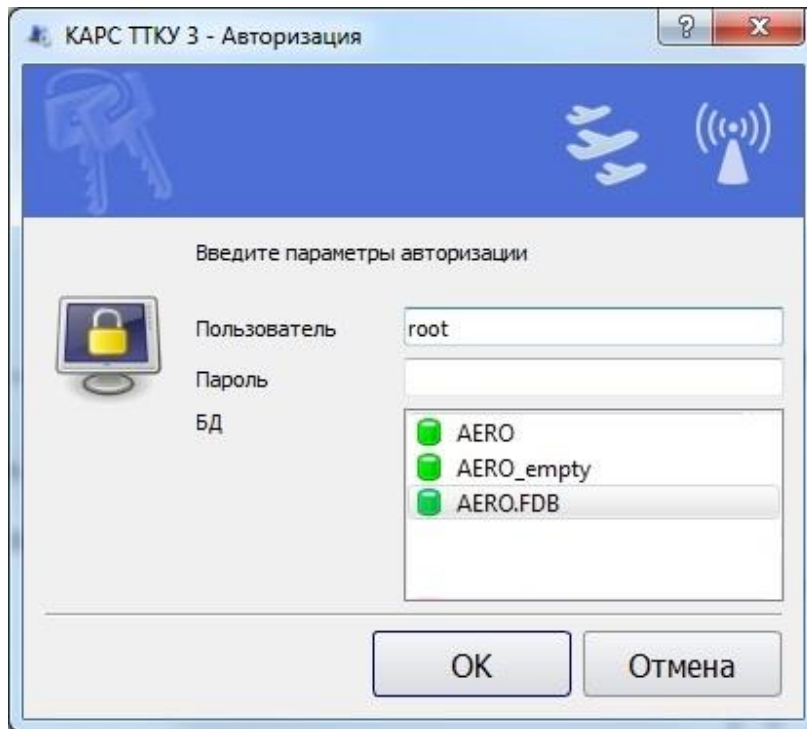 КАРС ТТКУ 3 - Авторизация
Введите параметры авторизации
Пользователь root
Пароль
БД
AERO
AERO_empty
AERO.FDB
OK Отмена